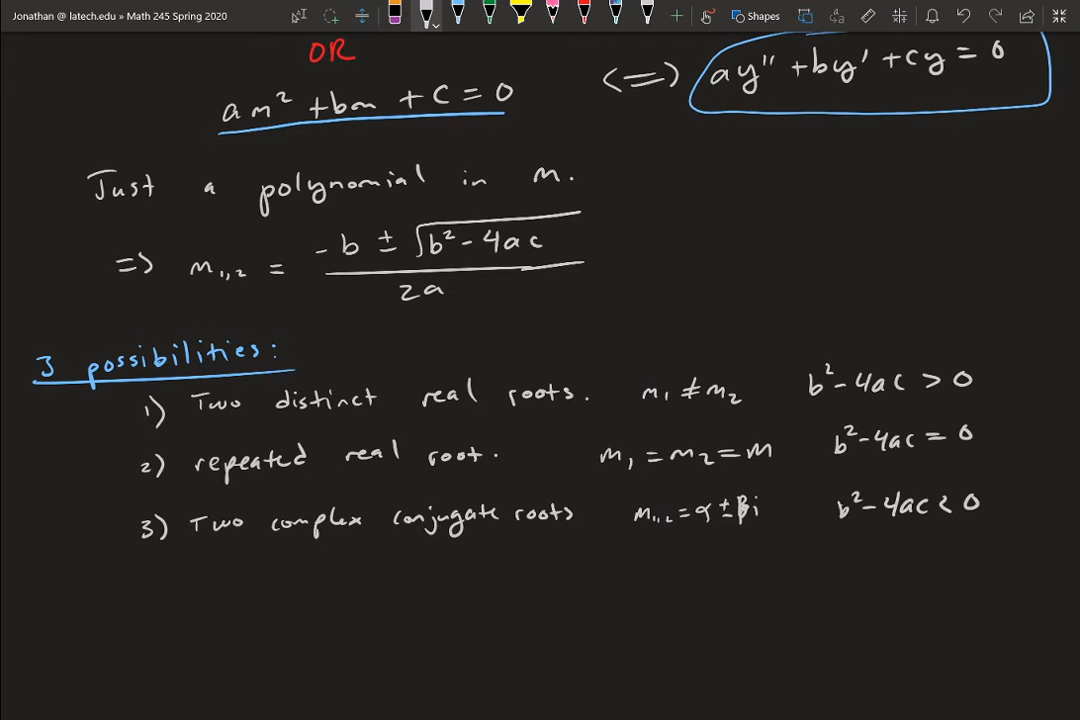 Jonathan @ latech.edu » Math 245 Spring 2020
Shapes
OR
am² + bm + c = 0 <=> ay'' + by' + cy = 0
Just a polynomial in m.
=> m₁,₂ = (-b ± √(b² - 4ac)) / 2a
3 possibilities:
1) Two distinct real roots. m₁ ≠ m₂ b² - 4ac > 0
2) repeated real root. m₁ = m₂ = m b² - 4ac = 0
3) Two complex conjugate roots m₁,₂ = α ± βi b² - 4ac < 0